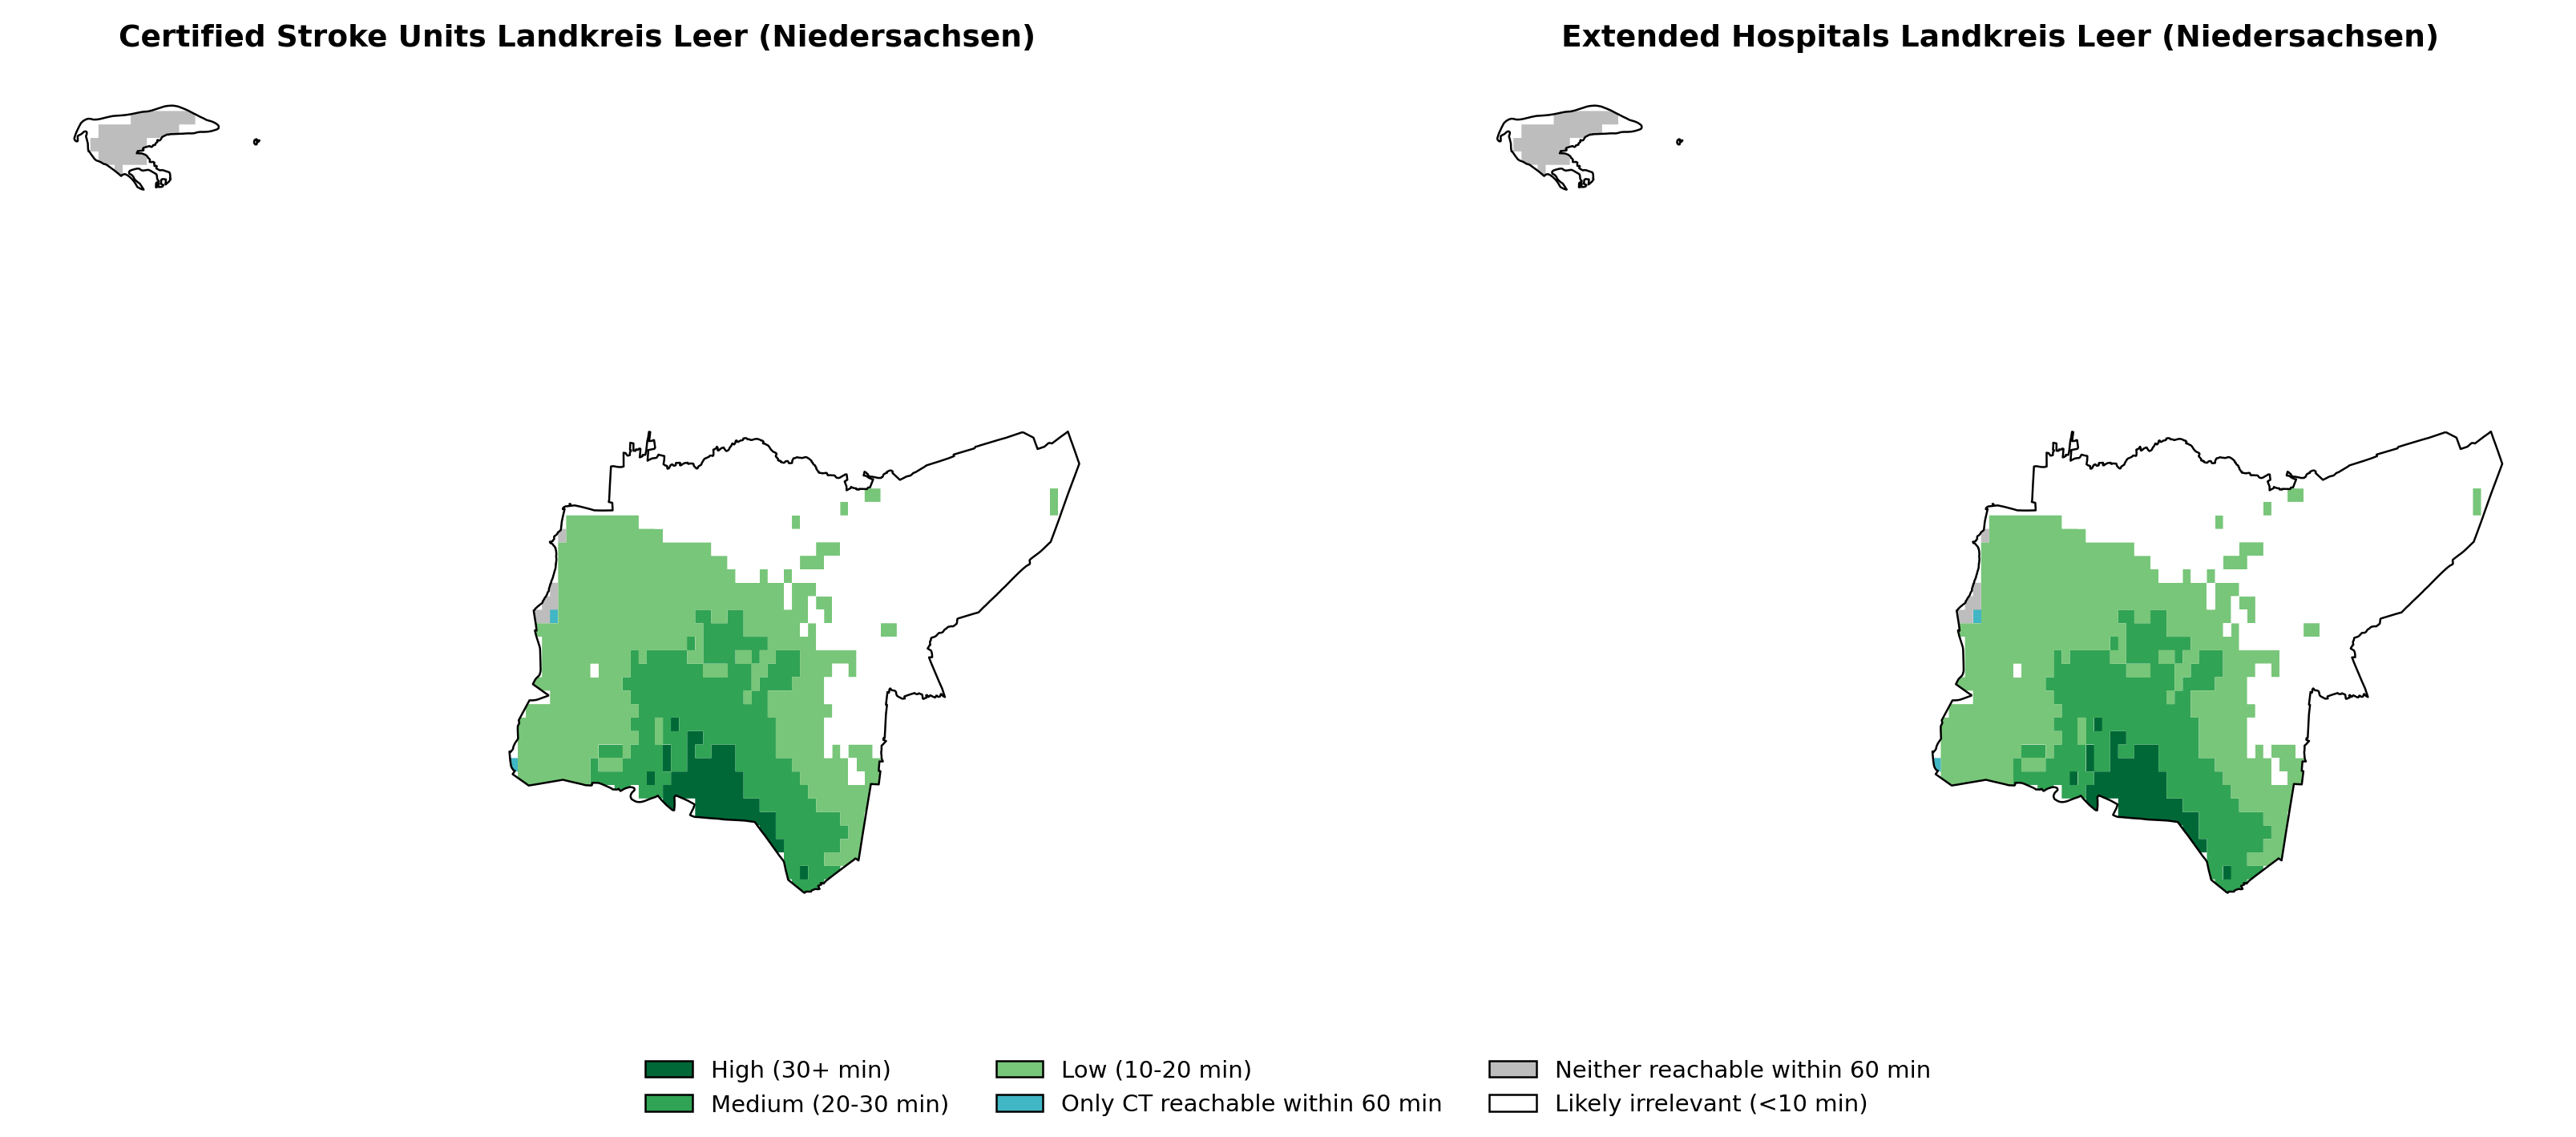 Certified Stroke Units Landkreis Leer (Niedersachsen)
Extended Hospitals Landkreis Leer (Niedersachsen)
High (30+ min)
Medium (20-30 min)
Low (10-20 min)
Only CT reachable within 60 min
Neither reachable within 60 min
Likely irrelevant (<10 min)